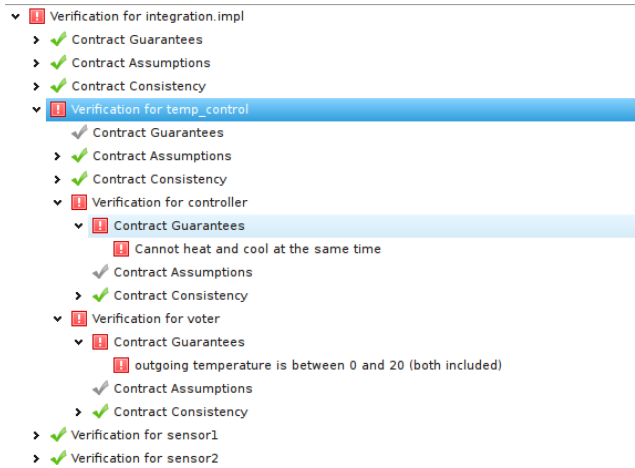 Verification for integration.impl
Contract Guarantees
Contract Assumptions
Contract Consistency
Verification for temp_control
Contract Guarantees
Contract Assumptions
Contract Consistency
Verification for controller
Contract Guarantees
Cannot heat and cool at the same time
Contract Assumptions
Contract Consistency
Verification for voter
Contract Guarantees
outgoing temperature is between 0 and 20 (both included)
Contract Assumptions
Contract Consistency
Verification for sensor1
Verification for sensor2